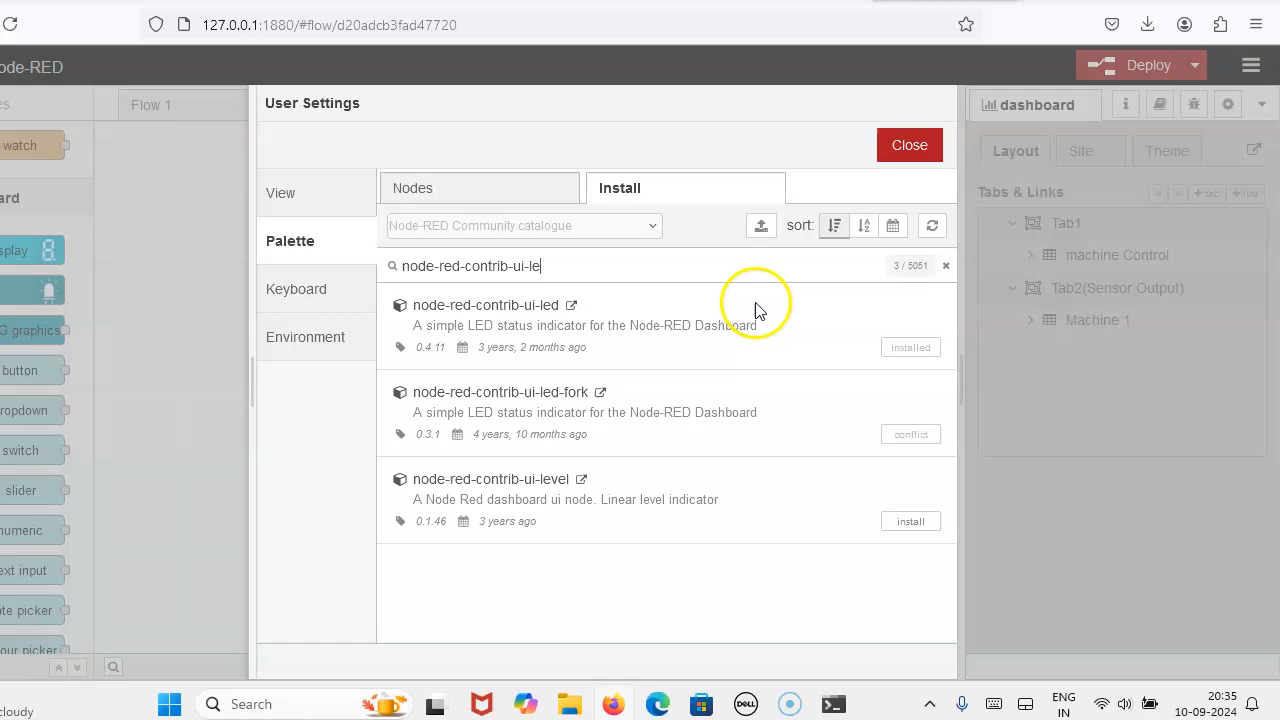 127.0.0.1:1880/#flow/d20adcb3fad47720
ode-RED
Deploy
es
Flow 1
User Settings
dashboard
watch
Close
Layout
Site
Theme
View
Nodes
Install
ard
Tabs & Links
tab
link
Node-RED Community catalogue
sort:
Tab1
Palette
splay
machine Control
node-red-contrib-ui-le
3 / 5051
Keyboard
Tab2(Sensor Output)
node-red-contrib-ui-led
A simple LED status indicator for the Node-RED Dashboard
Machine 1
G graphics
Environment
0.4.11
3 years, 2 months ago
installed
button
node-red-contrib-ui-led-fork
ropdown
A simple LED status indicator for the Node-RED Dashboard
0.3.1
4 years, 10 months ago
conflict
switch
node-red-contrib-ui-level
slider
A Node Red dashboard ui node. Linear level indicator
0.1.46
3 years ago
install
numeric
ext input
ate picker
our picker
Search
DELL
ENG
IN
20:35
10-09-2024
cloudy